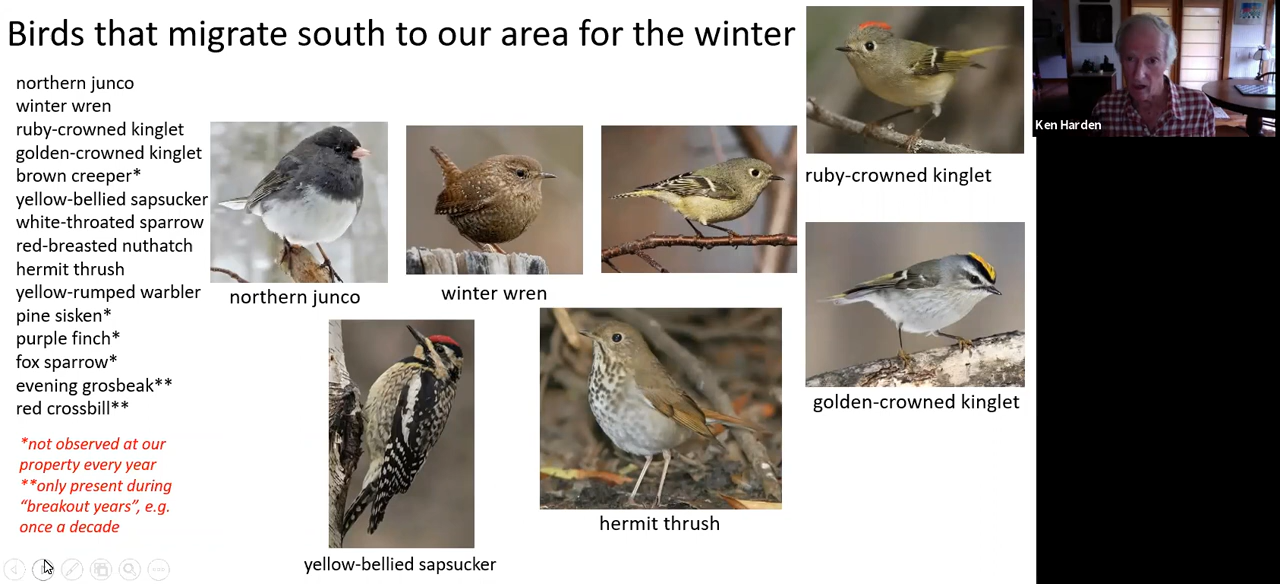 Birds that migrate south to our area for the winter
northern junco
winter wren
ruby-crowned kinglet
golden-crowned kinglet
brown creeper*
yellow-bellied sapsucker
white-throated sparrow
red-breasted nuthatch
hermit thrush
yellow-rumped warbler
pine sisken*
purple finch*
fox sparrow*
evening grosbeak**
red crossbill**
*not observed at our
property every year
**only present during
“breakout years”, e.g.
once a decade
northern junco
winter wren
ruby-crowned kinglet
golden-crowned kinglet
yellow-bellied sapsucker
hermit thrush
Ken Harden